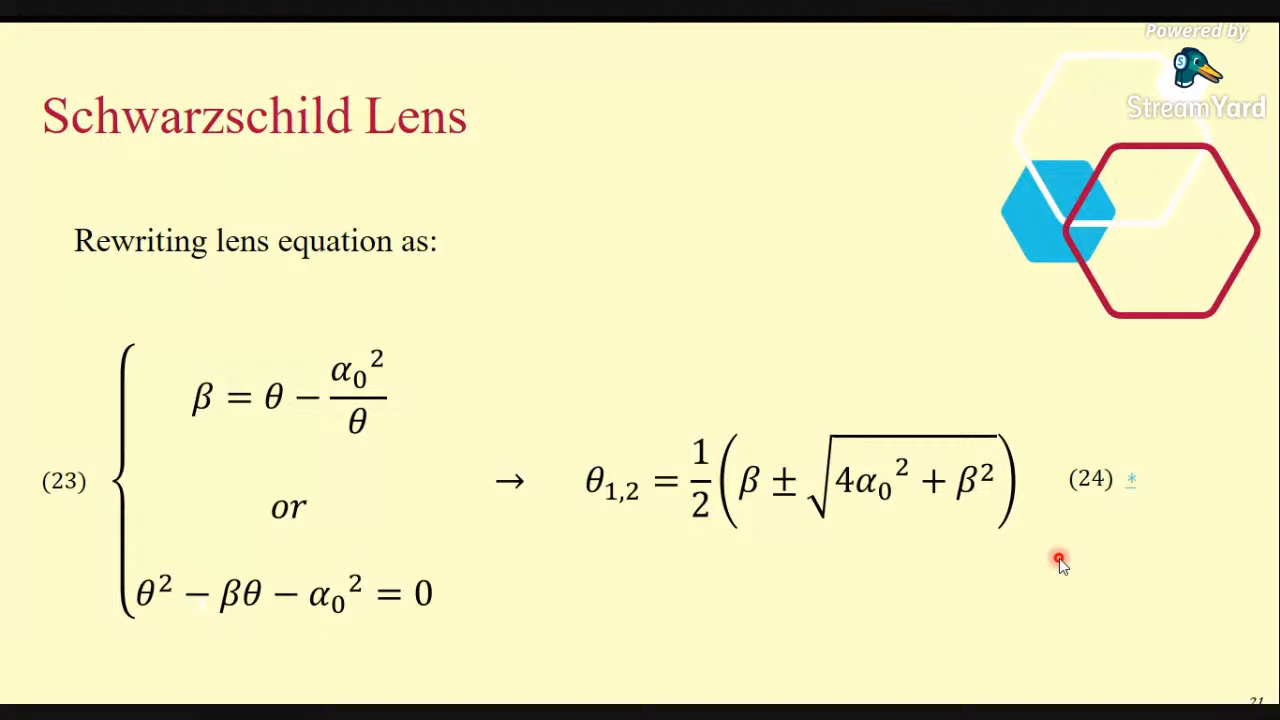 Powered by
StreamYard
Schwarzschild Lens
Rewriting lens equation as:
(23) β = θ − α₀²/θ
or
θ² − βθ − α₀² = 0
→ θ₁,₂ = 1/2 (β ± √(4α₀² + β²)) (24) *